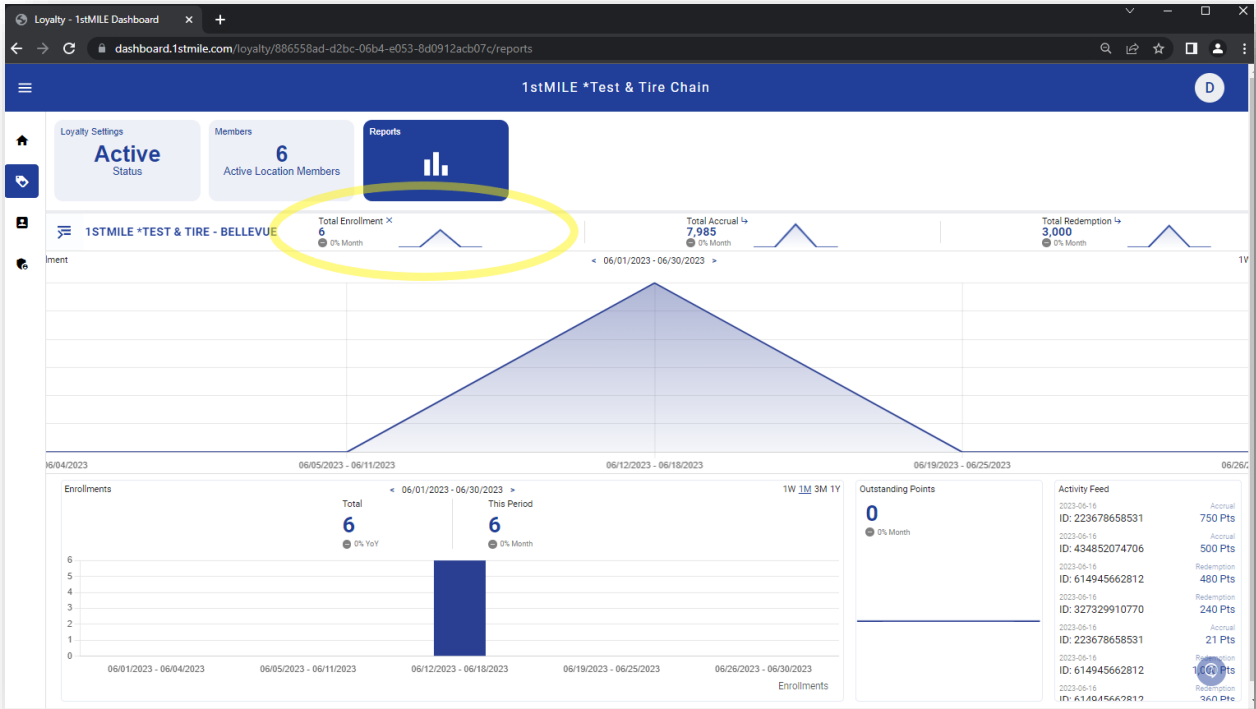 Loyalty - 1stMILE Dashboard
dashboard.1stmile.com/loyalty/886558ad-d2bc-06b4-e053-8d0912acb07c/reports
1stMILE *Test & Tire Chain
D
Loyalty Settings
Active
Status
Members
6
Active Location Members
Reports
1STMILE *TEST & TIRE - BELLEVUE
Total Enrollment
6
0% Month
Total Accrual
7,985
0% Month
Total Redemption
3,000
0% Month
lment
< 06/01/2023 - 06/30/2023 >
1W
06/04/2023
06/05/2023 - 06/11/2023
06/12/2023 - 06/18/2023
06/19/2023 - 06/25/2023
06/26/2
Enrollments
< 06/01/2023 - 06/30/2023 >
1W 1M 3M 1Y
Total
6
0% YoY
This Period
6
0% Month
6
5
4
3
2
1
0
06/01/2023 - 06/04/2023
06/05/2023 - 06/11/2023
06/12/2023 - 06/18/2023
06/19/2023 - 06/25/2023
06/26/2023 - 06/30/2023
Enrollments
Outstanding Points
0
0% Month
Activity Feed
2023-06-16 Accrual
ID: 223678658531 750 Pts
2023-06-16 Accrual
ID: 434852074706 500 Pts
2023-06-16 Redemption
ID: 614945662812 480 Pts
2023-06-16 Redemption
ID: 327329910770 240 Pts
2023-06-16 Accrual
ID: 223678658531 21 Pts
2023-06-16 Redemption
ID: 614945662812 Pts
2023-06-16 Redemption
ID: 614945662812 360 Pts